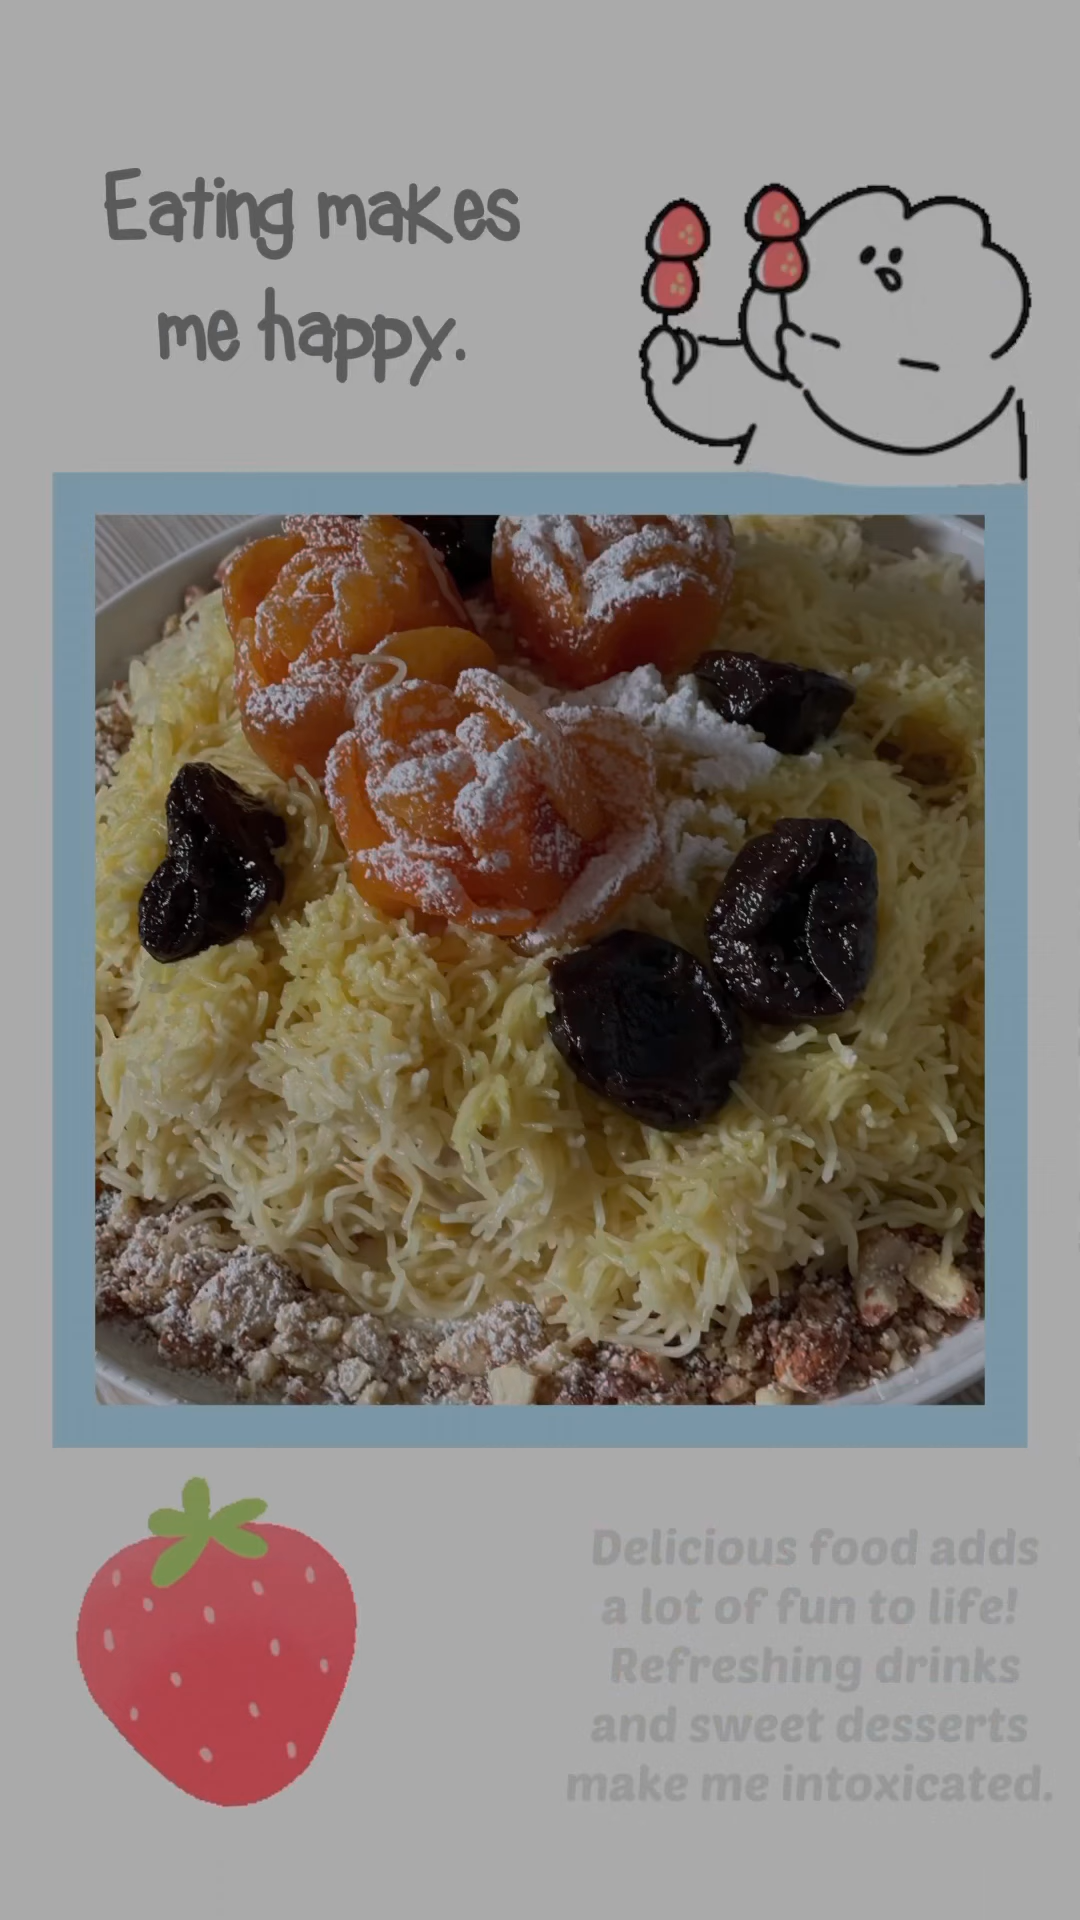 Eating makes
me happy.
Delicious food adds
a lot of fun to life!
Refreshing drinks
and sweet desserts
make me intoxicated.